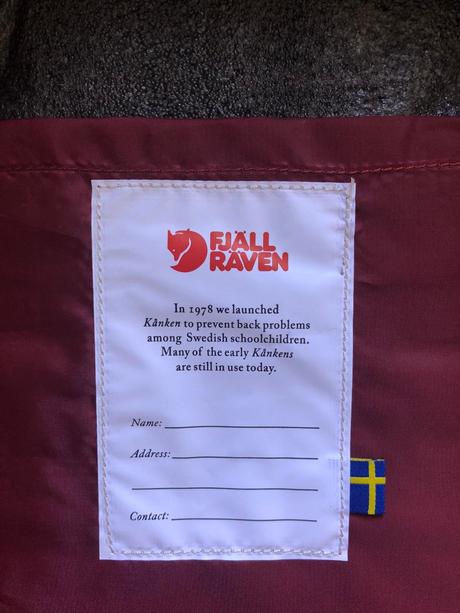 FJÄLL
RÄVEN
In 1978 we launched
Kånken to prevent back problems
among Swedish schoolchildren.
Many of the early Kånkens
are still in use today.
Name:
Address:
Contact: